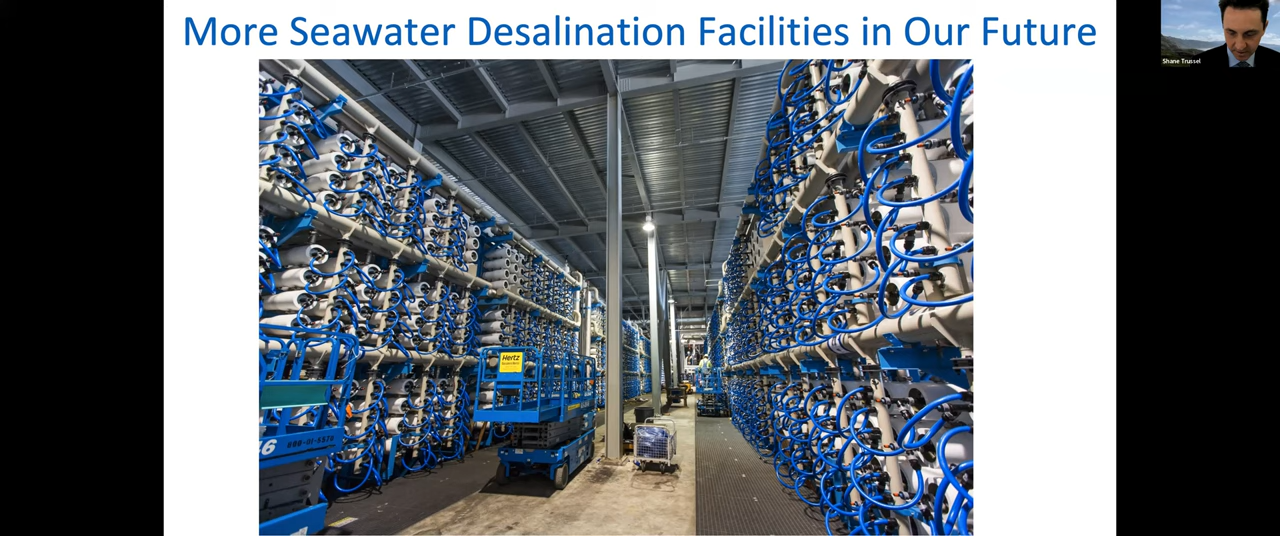 More Seawater Desalination Facilities in Our Future
Shane Trussel
Hertz